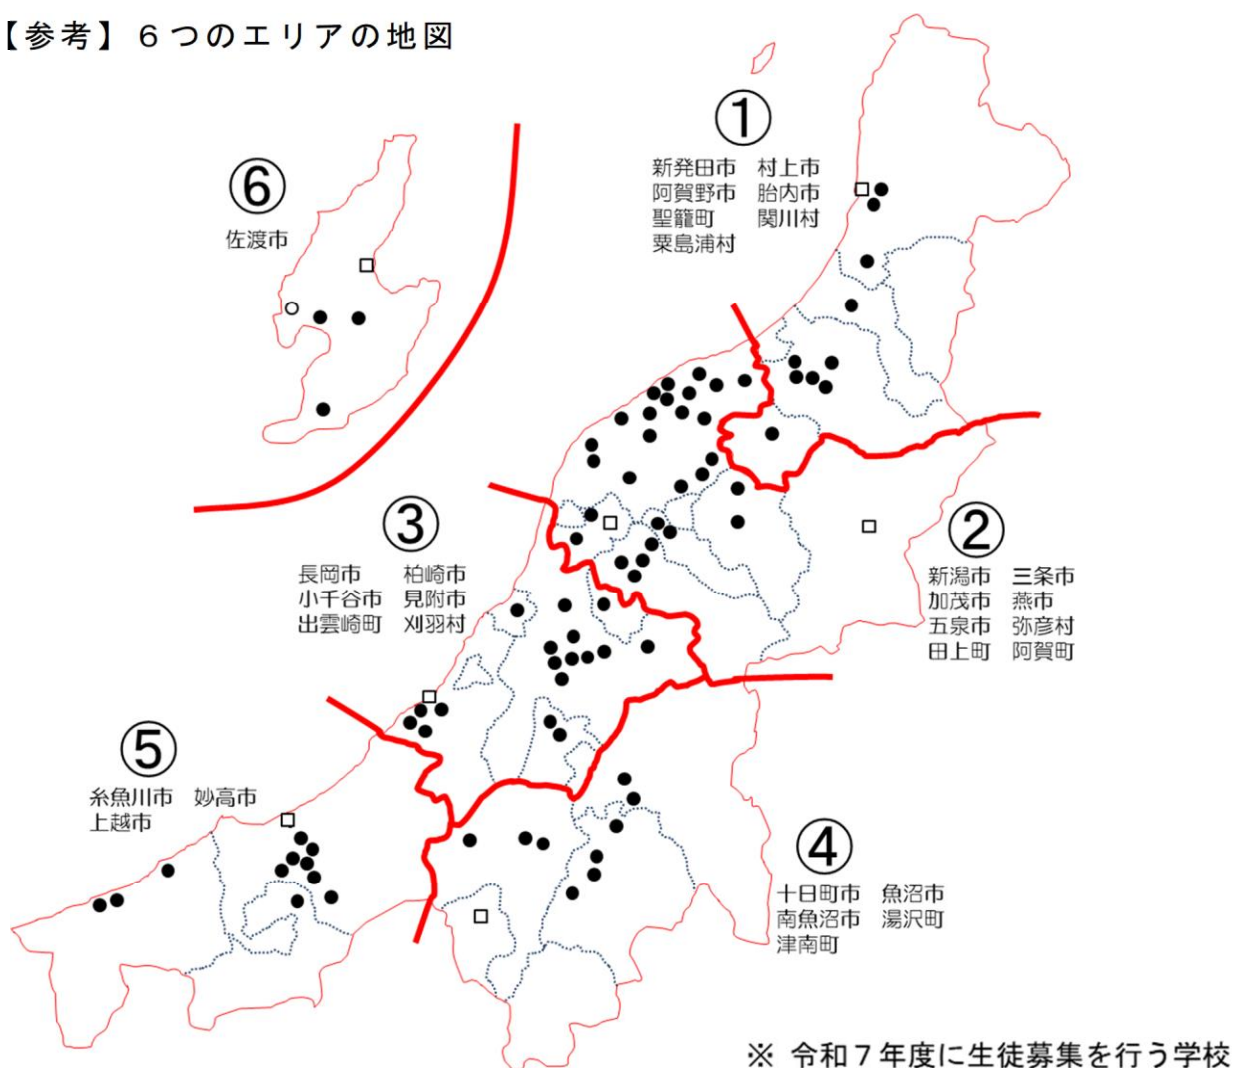 【参考】６つのエリアの地図
①
新発田市　村上市
阿賀野市　胎内市
聖籠町　関川村
粟島浦村
⑥
佐渡市
③
長岡市　柏崎市
小千谷市　見附市
出雲崎町　刈羽村
②
新潟市　三条市
加茂市　燕市
五泉市　弥彦村
田上町　阿賀町
⑤
糸魚川市　妙高市
上越市
④
十日町市　魚沼市
南魚沼市　湯沢町
津南町
※ 令和７年度に生徒募集を行う学校